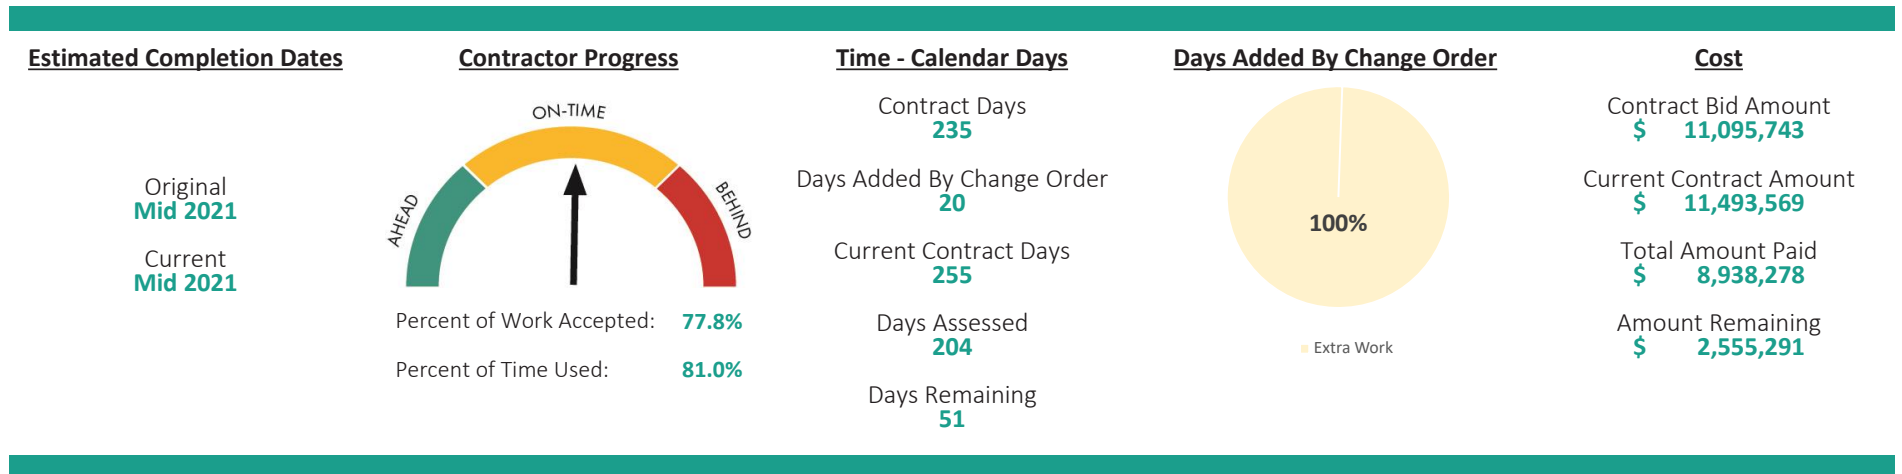 Estimated Completion Dates
Original
Mid 2021
Current
Mid 2021
Contractor Progress
ON-TIME
AHEAD
BEHIND
Percent of Work Accepted: 77.8%
Percent of Time Used: 81.0%
Time - Calendar Days
Contract Days
235
Days Added By Change Order
20
Current Contract Days
255
Days Assessed
204
Days Remaining
51
Days Added By Change Order
100%
Extra Work
Cost
Contract Bid Amount
$ 11,095,743
Current Contract Amount
$ 11,493,569
Total Amount Paid
$ 8,938,278
Amount Remaining
$ 2,555,291